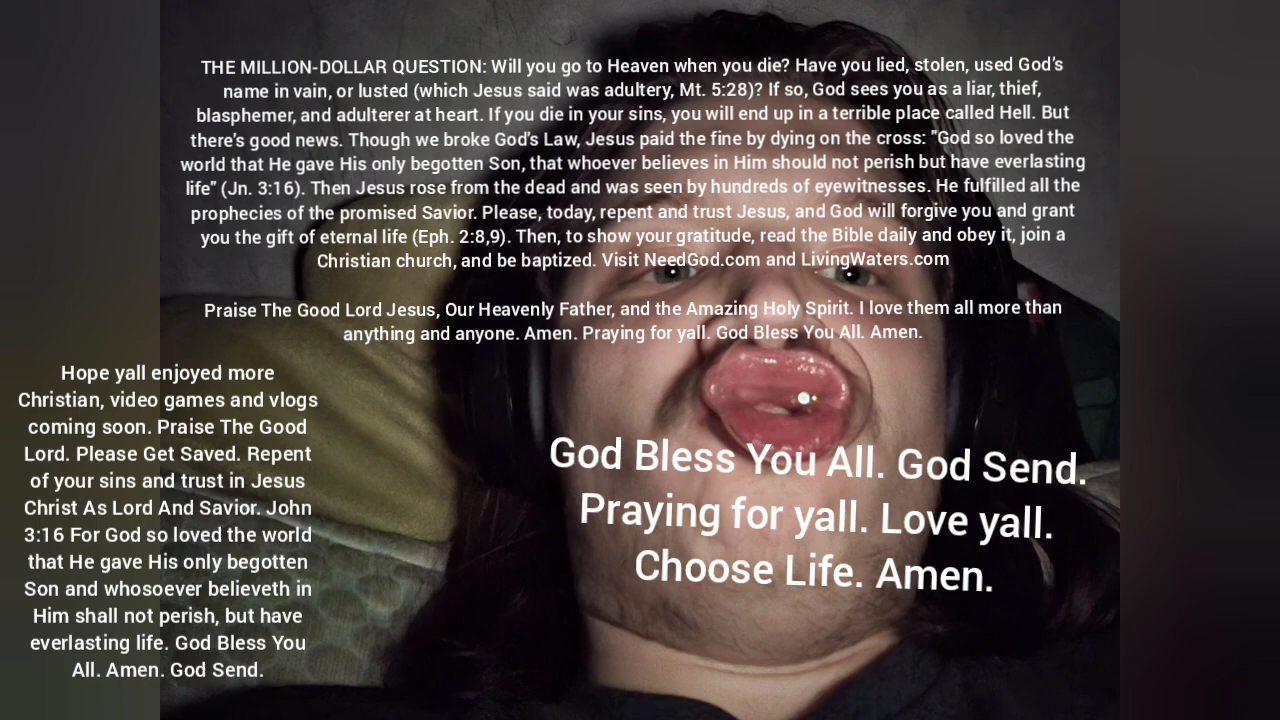 THE MILLION-DOLLAR QUESTION: Will you go to Heaven when you die? Have you lied, stolen, used God's
name in vain, or lusted (which Jesus said was adultery, Mt. 5:28)? If so, God sees you as a liar, thief,
blasphemer, and adulterer at heart. If you die in your sins, you will end up in a terrible place called Hell. But
there's good news. Though we broke God's Law, Jesus paid the fine by dying on the cross: "God so loved the
world that He gave His only begotten Son, that whoever believes in Him should not perish but have everlasting
life" (Jn. 3:16). Then Jesus rose from the dead and was seen by hundreds of eyewitnesses. He fulfilled all the
prophecies of the promised Savior. Please, today, repent and trust Jesus, and God will forgive you and grant
you the gift of eternal life (Eph. 2:8,9). Then, to show your gratitude, read the Bible daily and obey it, join a
Christian church, and be baptized. Visit NeedGod.com and LivingWaters.com
Praise The Good Lord Jesus, Our Heavenly Father, and the Amazing Holy Spirit. I love them all more than
anything and anyone. Amen. Praying for yall. God Bless You All. Amen.
Hope yall enjoyed more
Christian, video games and vlogs
coming soon. Praise The Good
Lord. Please Get Saved. Repent
of your sins and trust in Jesus
Christ As Lord And Savior. John
3:16 For God so loved the world
that He gave His only begotten
Son and whosoever believeth in
Him shall not perish, but have
everlasting life. God Bless You
All. Amen. God Send.
God Bless You All. God Send.
Praying for yall. Love yall.
Choose Life. Amen.